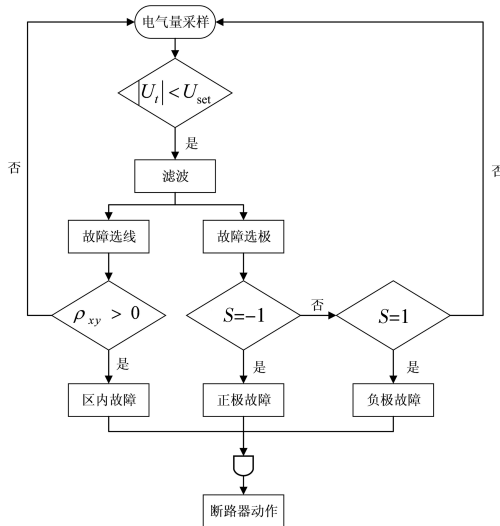 电气量采样
|U_t| < U_set
是
否
否
滤波
故障选线
故障选极
ρ_xy > 0
S=-1
否
S=1
是
是
是
区内故障
正极故障
负极故障
断路器动作